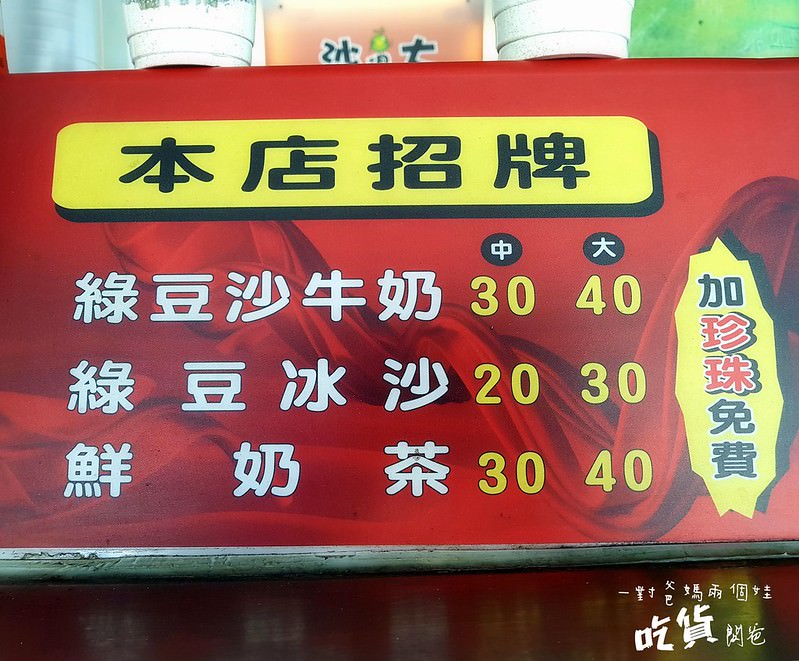 本店招牌
中 大
綠豆沙牛奶 30 40
綠豆冰沙 20 30
鮮奶茶 30 40
加珍珠免費
一對爸媽兩個娃
吃貨